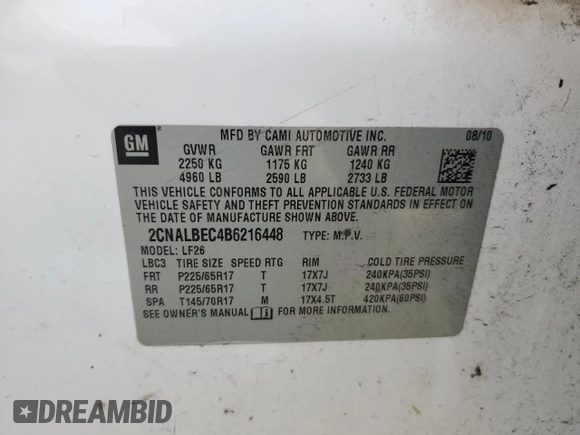 GM
MFD BY CAMI AUTOMOTIVE INC. 08/10
GVWR GAWR FRT GAWR RR
2250 KG 1175 KG 1240 KG
4960 LB 2590 LB 2733 LB
THIS VEHICLE CONFORMS TO ALL APPLICABLE U.S. FEDERAL MOTOR
VEHICLE SAFETY AND THEFT PREVENTION STANDARDS IN EFFECT ON
THE DATE OF MANUFACTURE SHOWN ABOVE.
2CNALBEC4B6216448 TYPE: M.P.V.
MODEL: LF26
LBC3 TIRE SIZE SPEED RTG RIM COLD TIRE PRESSURE
FRT P225/65R17 T 17X7J 240KPA(35PSI)
RR P225/65R17 T 17X7J 240KPA(35PSI)
SPA T145/70R17 M 17X4.5T 420KPA(60PSI)
SEE OWNER'S MANUAL FOR MORE INFORMATION.
DREAMBID DREAMBID